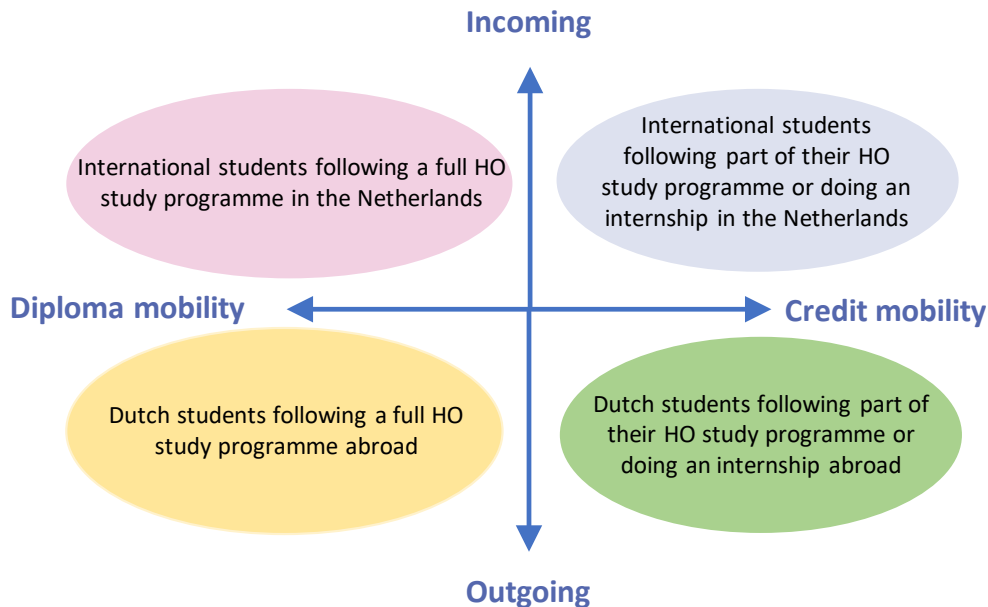 Incoming
International students following a full HO
study programme in the Netherlands
International students
following part of their HO
study programme or doing an
internship in the Netherlands
Diploma mobility
Credit mobility
Dutch students following a full HO
study programme abroad
Dutch students following part of
their HO study programme or
doing an internship abroad
Outgoing